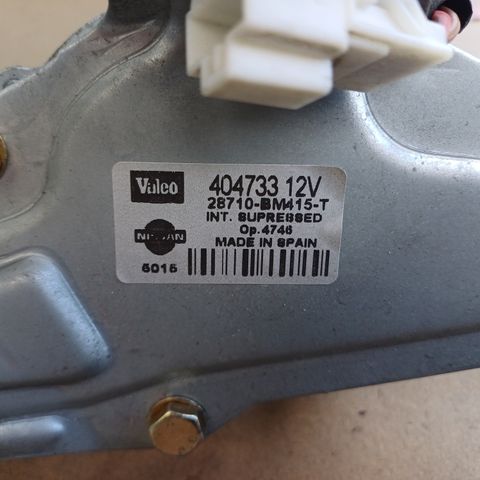 Valeo
404733 12V
28710-BM415-T
INT. SUPRESSED
NISSAN
Op.4746
MADE IN SPAIN
5015